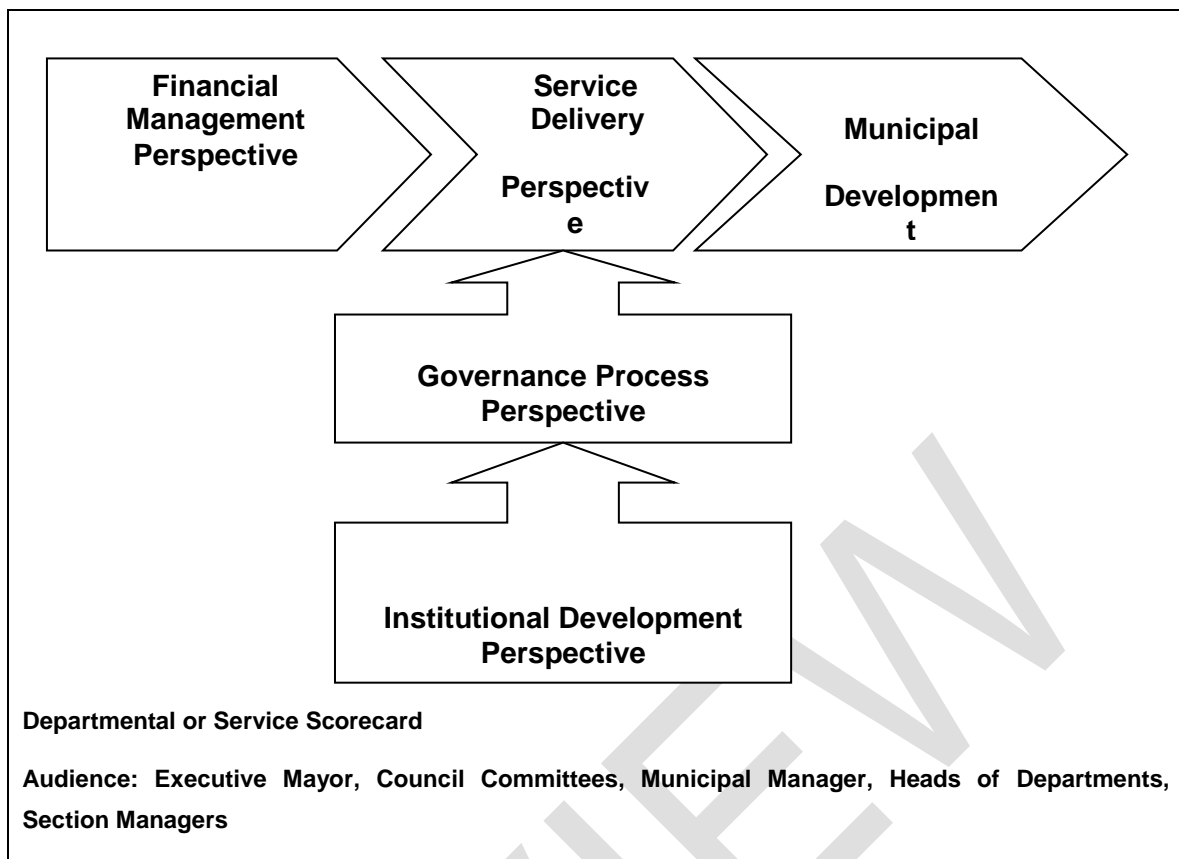 Financial
Management
Perspective
Service
Delivery
Perspectiv
e
Municipal
Developmen
t
Governance Process
Perspective
Institutional Development
Perspective
Departmental or Service Scorecard
Audience: Executive Mayor, Council Committees, Municipal Manager, Heads of Departments,
Section Managers